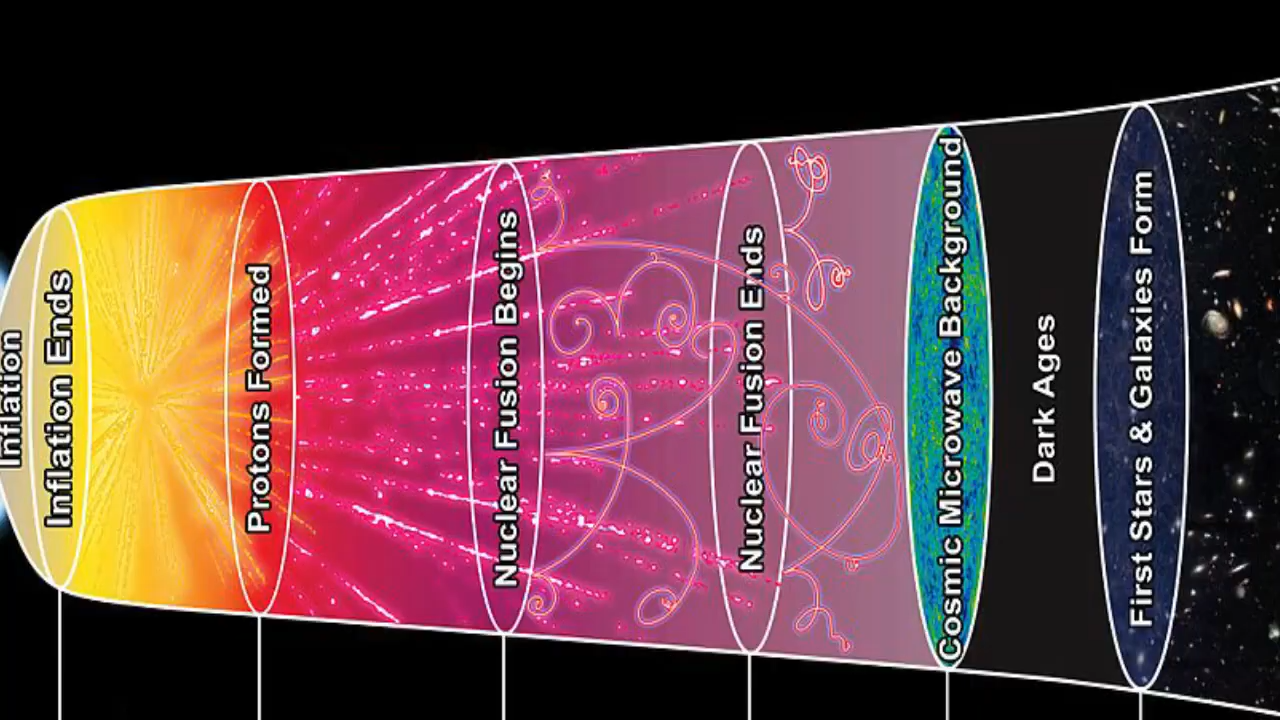 Inflation
Inflation Ends
Protons Formed
Nuclear Fusion Begins
Nuclear Fusion Ends
Cosmic Microwave Background
Dark Ages
First Stars & Galaxies Form